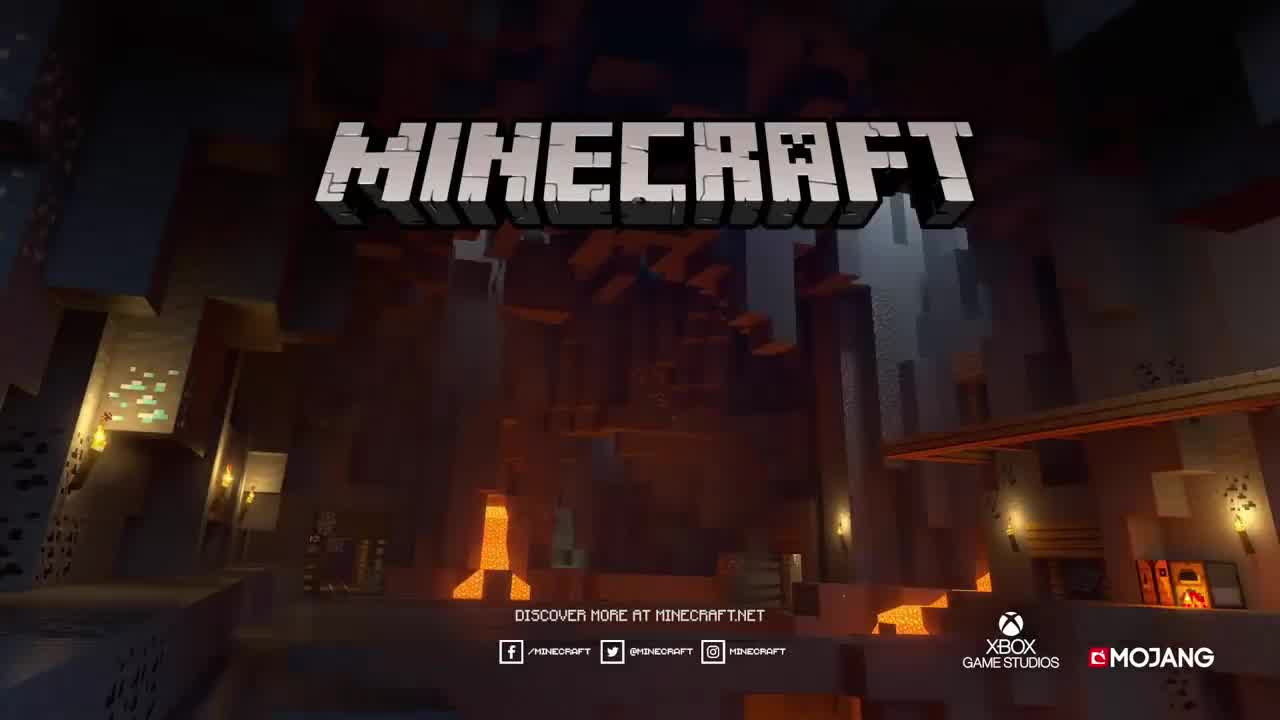 MINECRAFT
DISCOVER MORE AT MINECRAFT.NET
/MINECRAFT @MINECRAFT MINECRAFT
XBOX
GAME STUDIOS
MOJANG